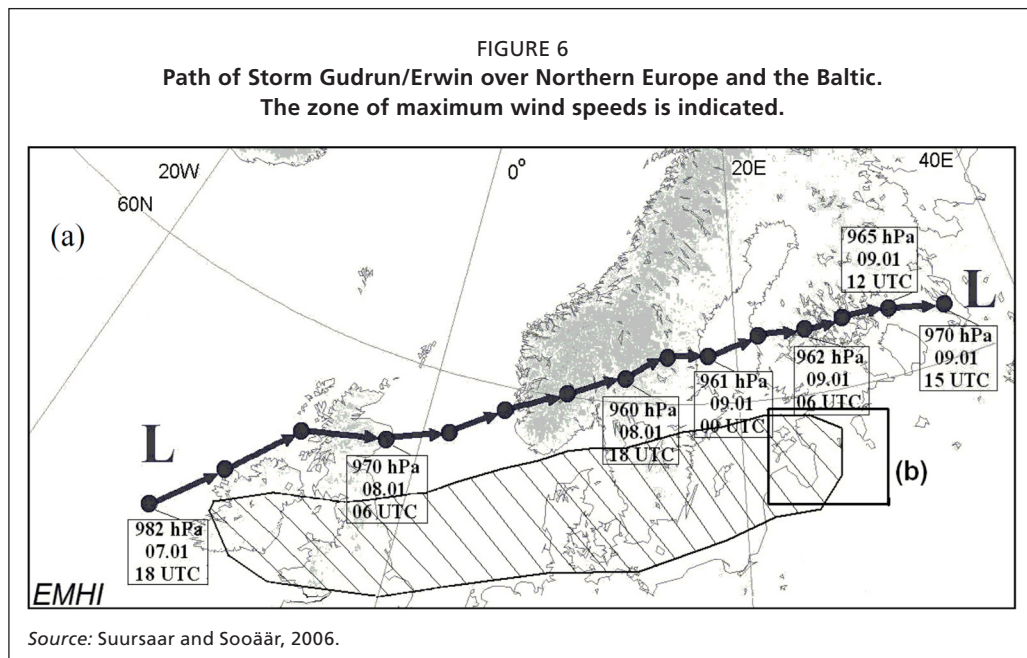 FIGURE 6
Path of Storm Gudrun/Erwin over Northern Europe and the Baltic.
The zone of maximum wind speeds is indicated.
20W
0°
20E
40E
60N
(a)
965 hPa
09.01
12 UTC
L
970 hPa
09.01
15 UTC
962 hPa
09.01
06 UTC
961 hPa
09.01
00 UTC
960 hPa
08.01
18 UTC
L
970 hPa
08.01
06 UTC
982 hPa
07.01
18 UTC
(b)
EMHI
Source: Suursaar and Sooäär, 2006.